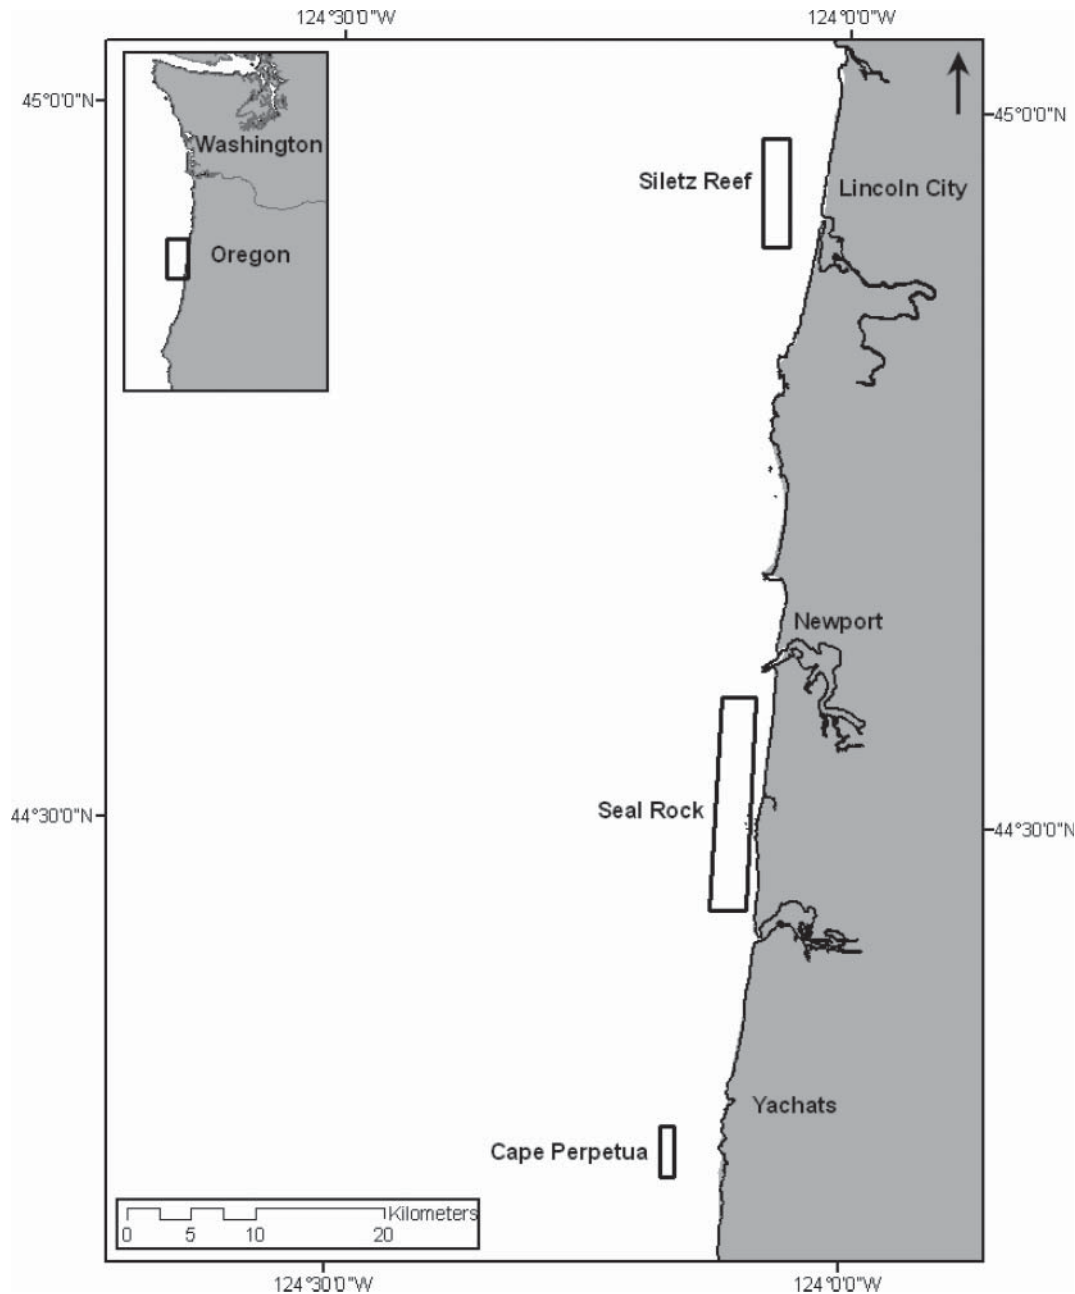 124°30'0"W 124°0'0"W
45°0'0"N
45°0'0"N
Washington
Oregon
Siletz Reef
Lincoln City
Newport
Seal Rock
44°30'0"N
44°30'0"N
Yachats
Cape Perpetua
Kilometers
0 5 10 20
124°30'0"W 124°0'0"W